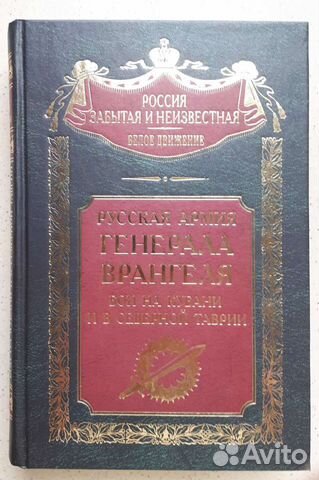 РОССИЯ
ЗАБЫТАЯ И НЕИЗВЕСТНАЯ
БЕЛОЕ ДВИЖЕНИЕ
РУССКАЯ АРМИЯ
ГЕНЕРАЛА
ВРАНГЕЛЯ
БОИ НА КУБАНИ
И В СЕВЕРНОЙ ТАВРИИ
Avito